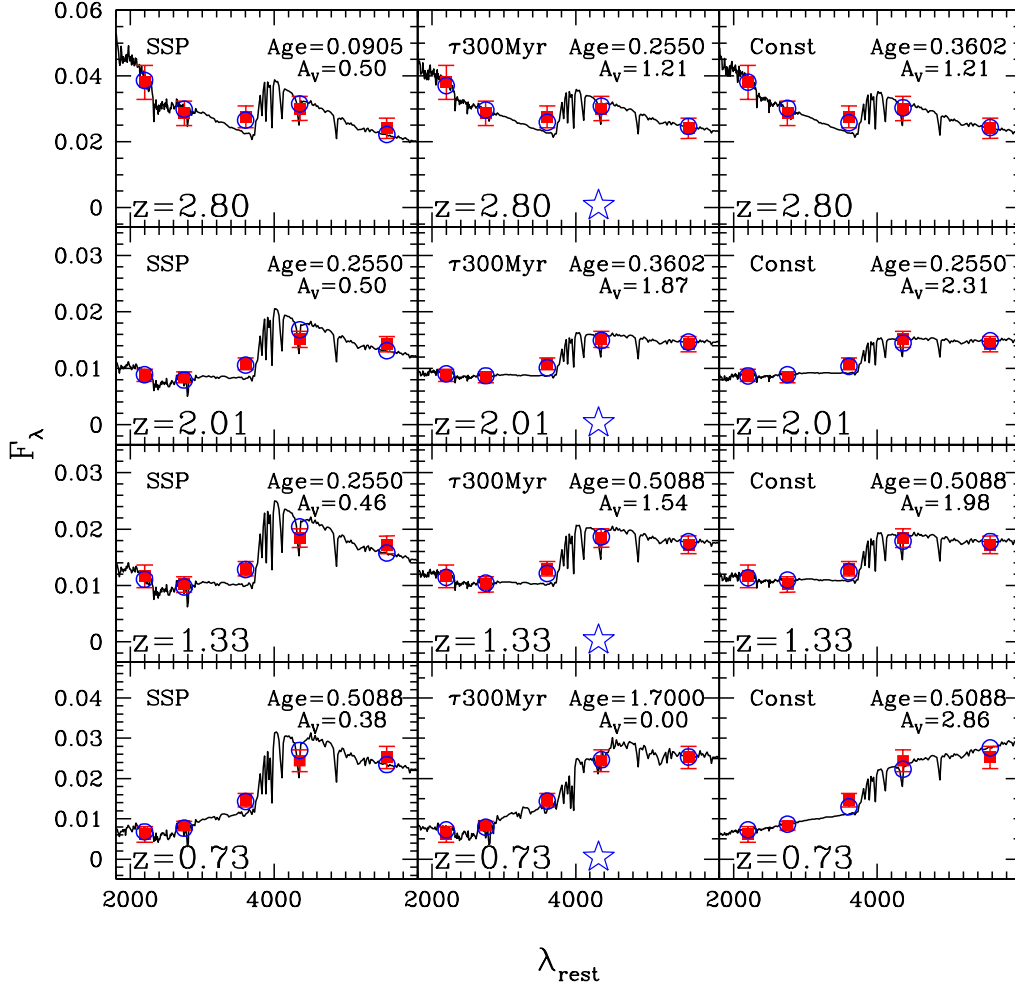 0.06
SSP Age=0.0905
A_V=0.50
τ300Myr Age=0.2550
A_V=1.21
Const Age=0.3602
A_V=1.21
0.04
0.02
0
z=2.80
z=2.80
z=2.80
0.03
SSP Age=0.2550
A_V=0.50
τ300Myr Age=0.3602
A_V=1.87
Const Age=0.2550
A_V=2.31
0.02
0.01
0
z=2.01
z=2.01
z=2.01
F_λ
0.03
SSP Age=0.2550
A_V=0.46
τ300Myr Age=0.5088
A_V=1.54
Const Age=0.5088
A_V=1.98
0.02
0.01
0
z=1.33
z=1.33
z=1.33
0.04
SSP Age=0.5088
A_V=0.38
τ300Myr Age=1.7000
A_V=0.00
Const Age=0.5088
A_V=2.86
0.03
0.02
0.01
0
z=0.73
z=0.73
z=0.73
2000 4000 2000 4000 2000 4000
λ_rest